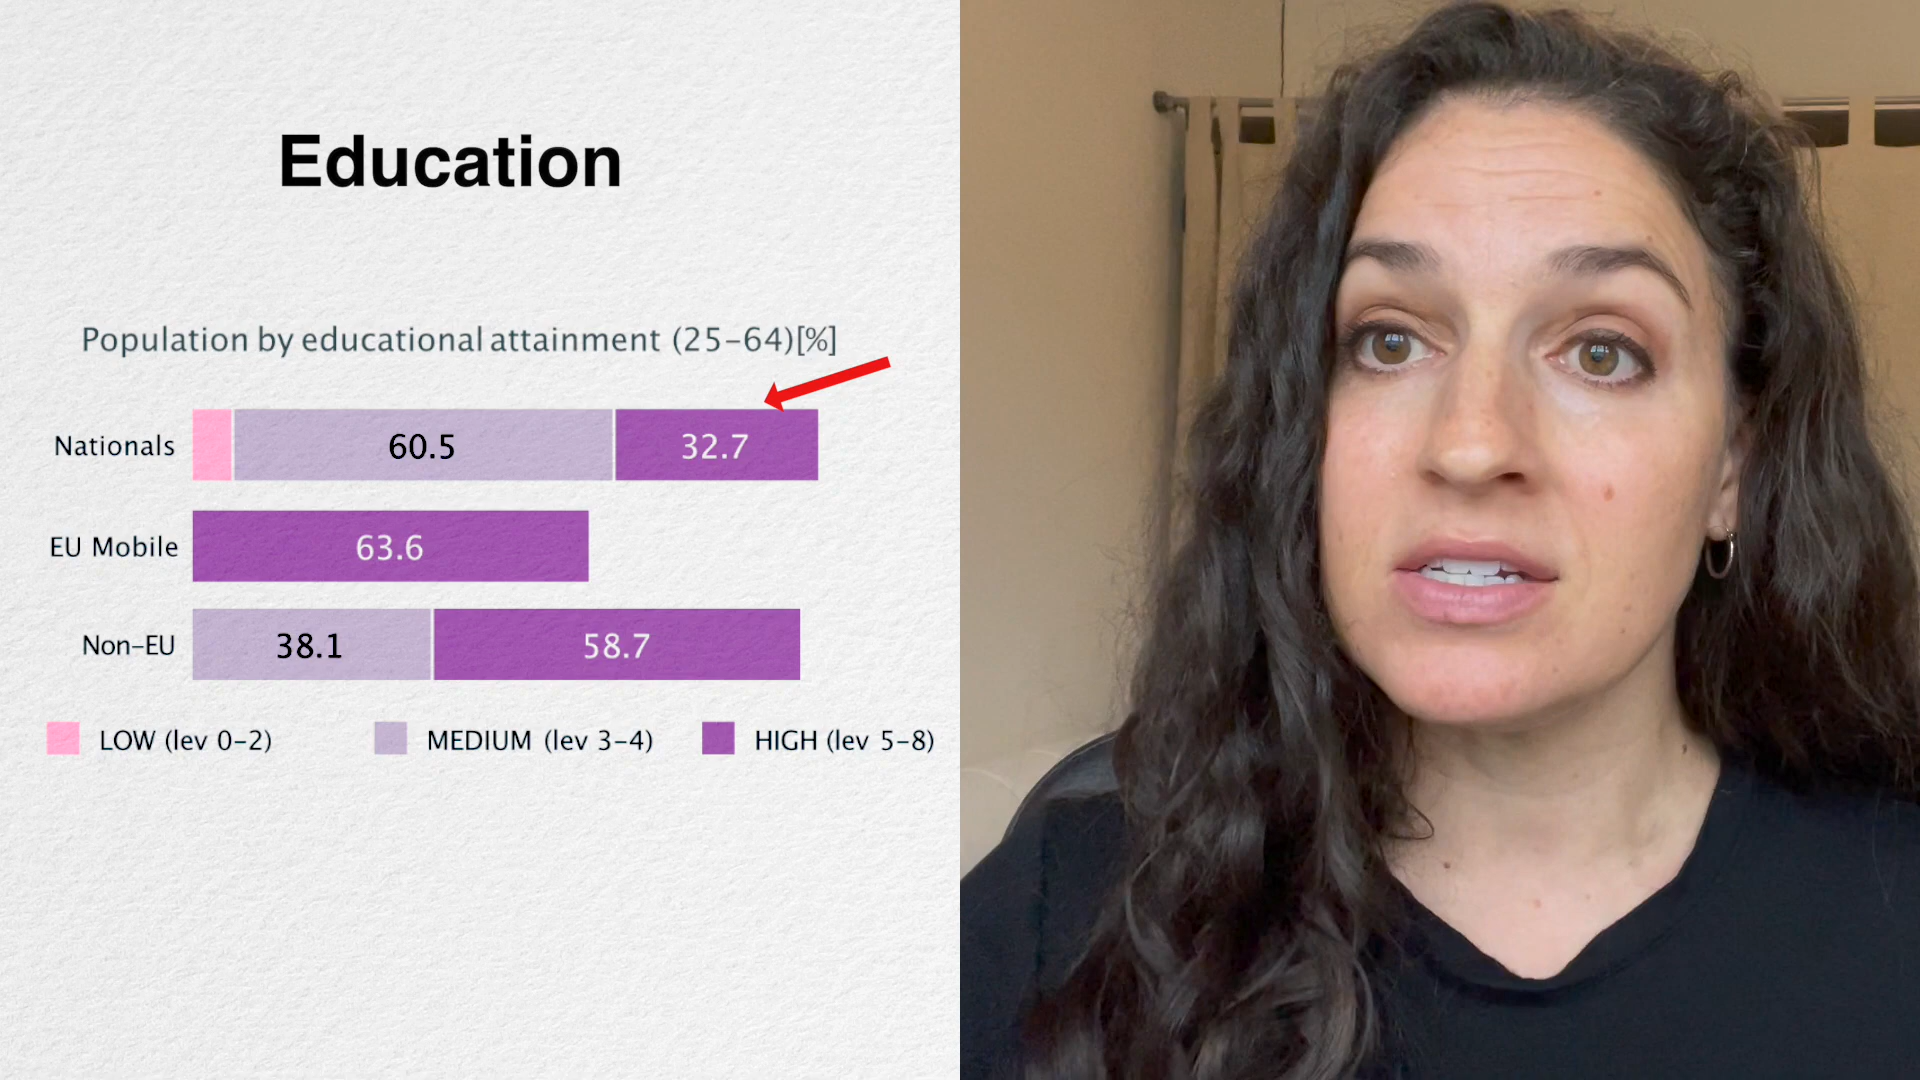 Education
Population by educational attainment (25-64)[%]
Nationals 60.5 32.7
EU Mobile 63.6
Non-EU 38.1 58.7
LOW (lev 0-2) MEDIUM (lev 3-4) HIGH (lev 5-8)